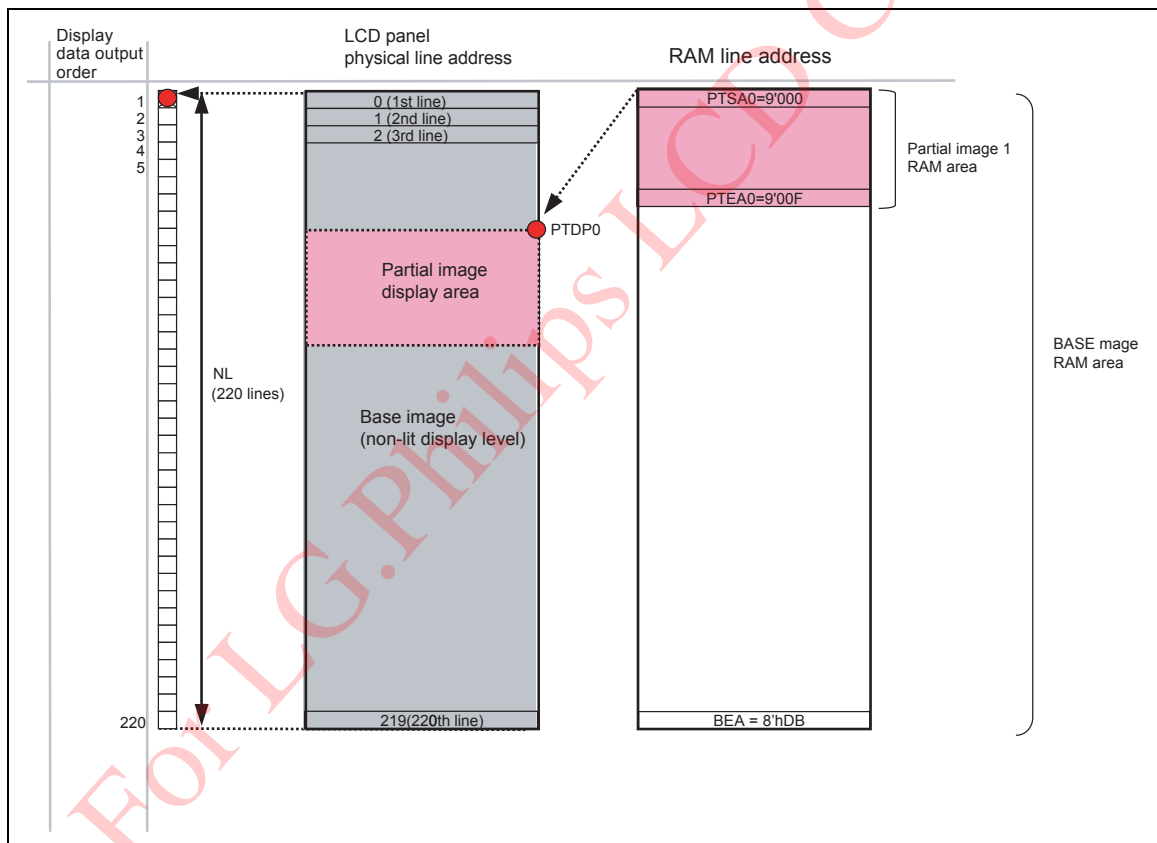 Display
data output
order
LCD panel
physical line address
RAM line address
1
2
3
4
5
220
NL
(220 lines)
0 (1st line)
1 (2nd line)
2 (3rd line)
PTDP0
Partial image
display area
Base image
(non-lit display level)
219(220th line)
PTSA0=9'000
PTEA0=9'00F
BEA = 8'hDB
Partial image 1
RAM area
BASE mage
RAM area
For LG.Philips LCD